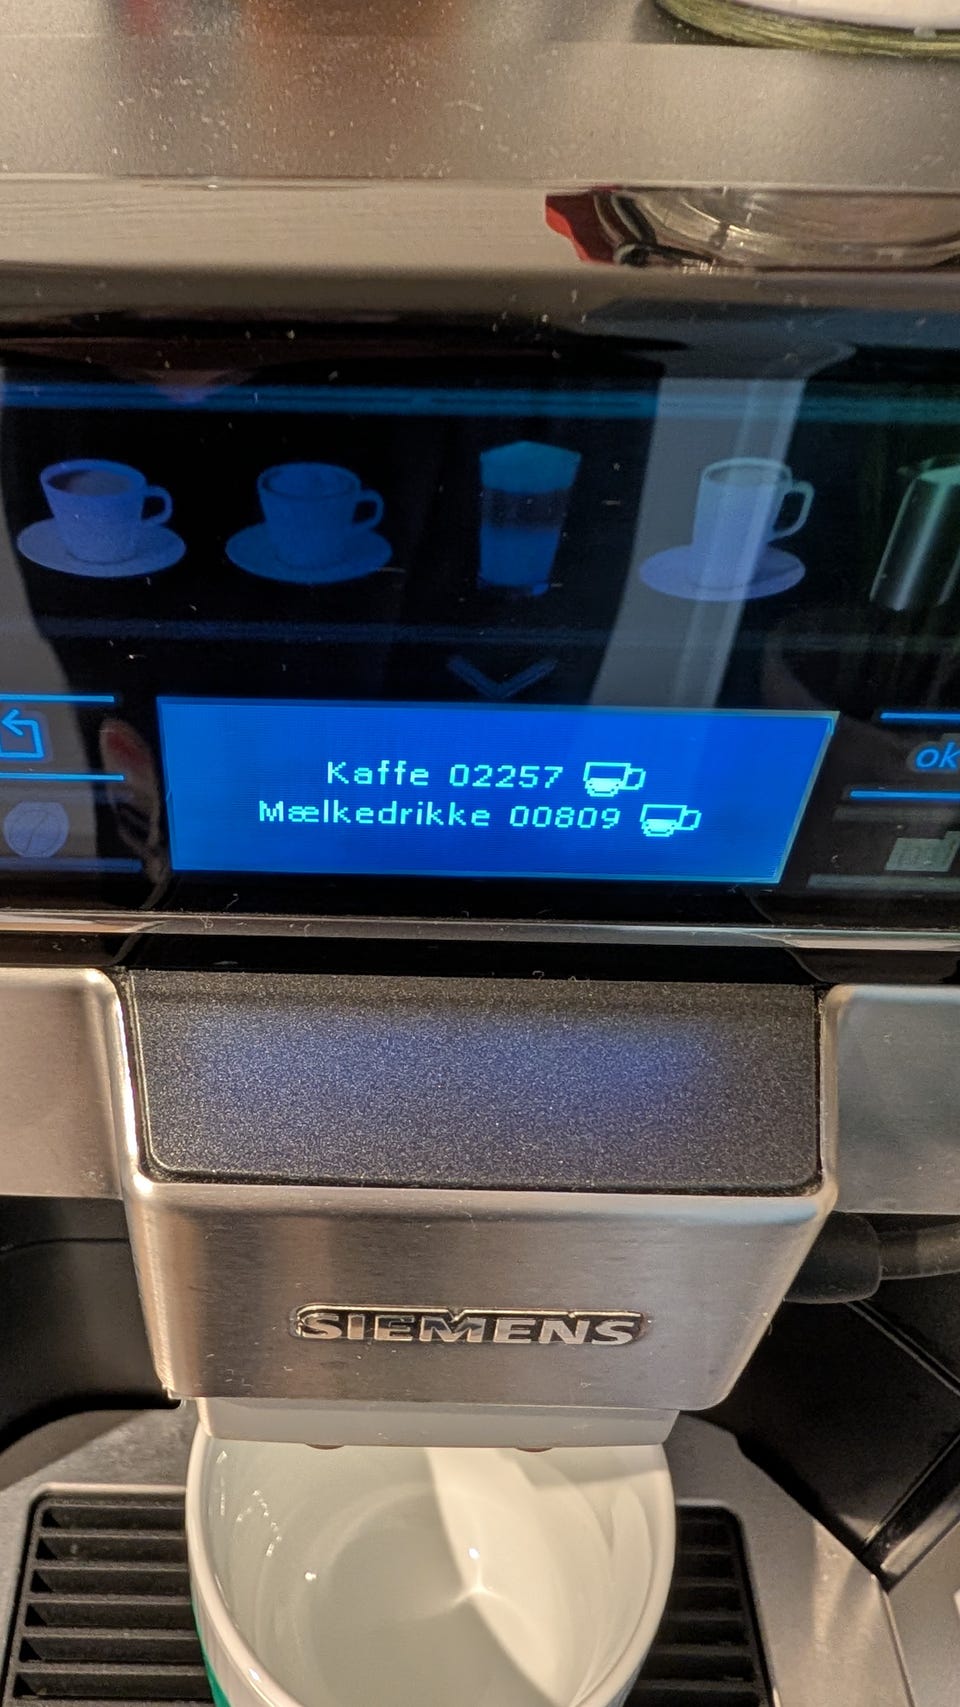 ok
Kaffe 02257
Mælkedrikke 00809
SIEMENS